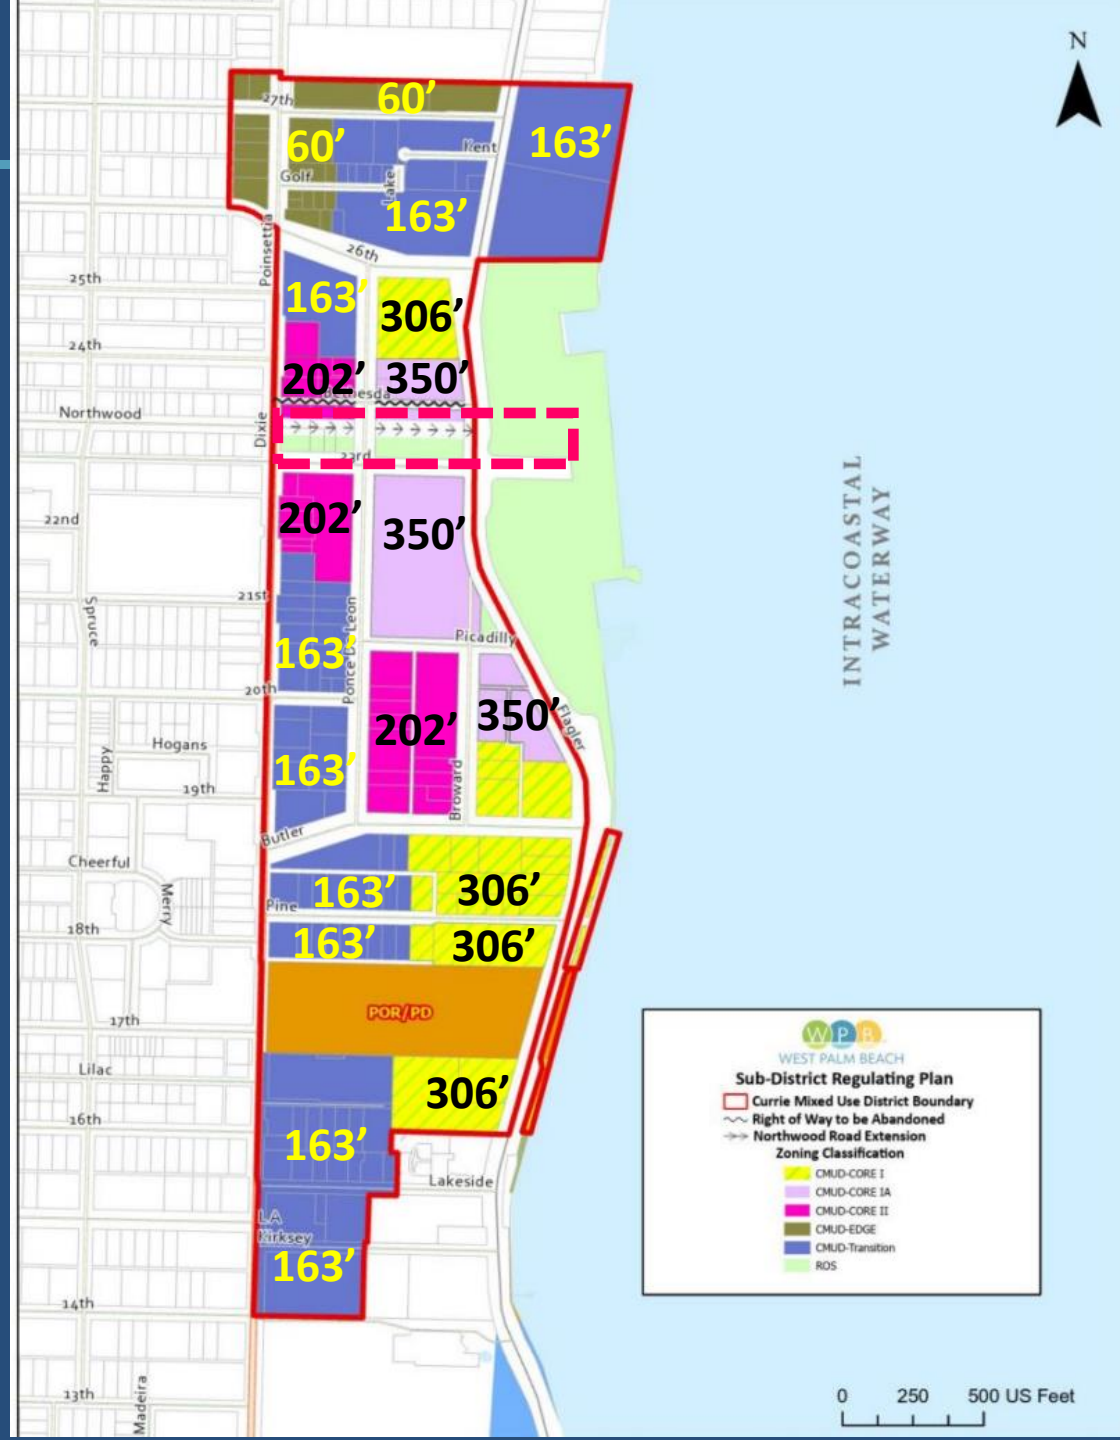 N
27th
60'
60'
163'
Kent
Golf
Lake
163'
Poinsettia
26th
25th
163'
306'
24th
202'
350'
Bethesda
Northwood
Dixie
23rd
202'
350'
22nd
21st
Spruce
Ponce De Leon
Picadilly
163'
20th
202'
350'
Flagler
Hogans
Happy
163'
19th
Broward
Butler
Cheerful
Merry
163'
306'
Pine
18th
163'
306'
POR/PD
17th
Lilac
306'
16th
163'
Lakeside
LA
Kirksey
163'
14th
13th
Madeira
INTRACOASTAL
WATERWAY
WPB
WEST PALM BEACH
Sub-District Regulating Plan
Currie Mixed Use District Boundary
Right of Way to be Abandoned
Northwood Road Extension
Zoning Classification
CMUD-CORE I
CMUD-CORE IA
CMUD-CORE II
CMUD-EDGE
CMUD-Transition
ROS
0 250 500 US Feet